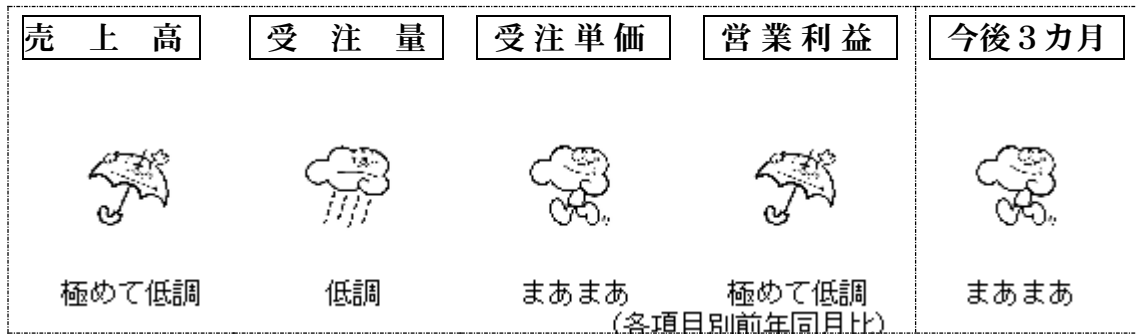 売上高 受注量 受注単価 営業利益 今後3カ月
極めて低調 低調 まあまあ 極めて低調 まあまあ
(各項目別前年同月比)